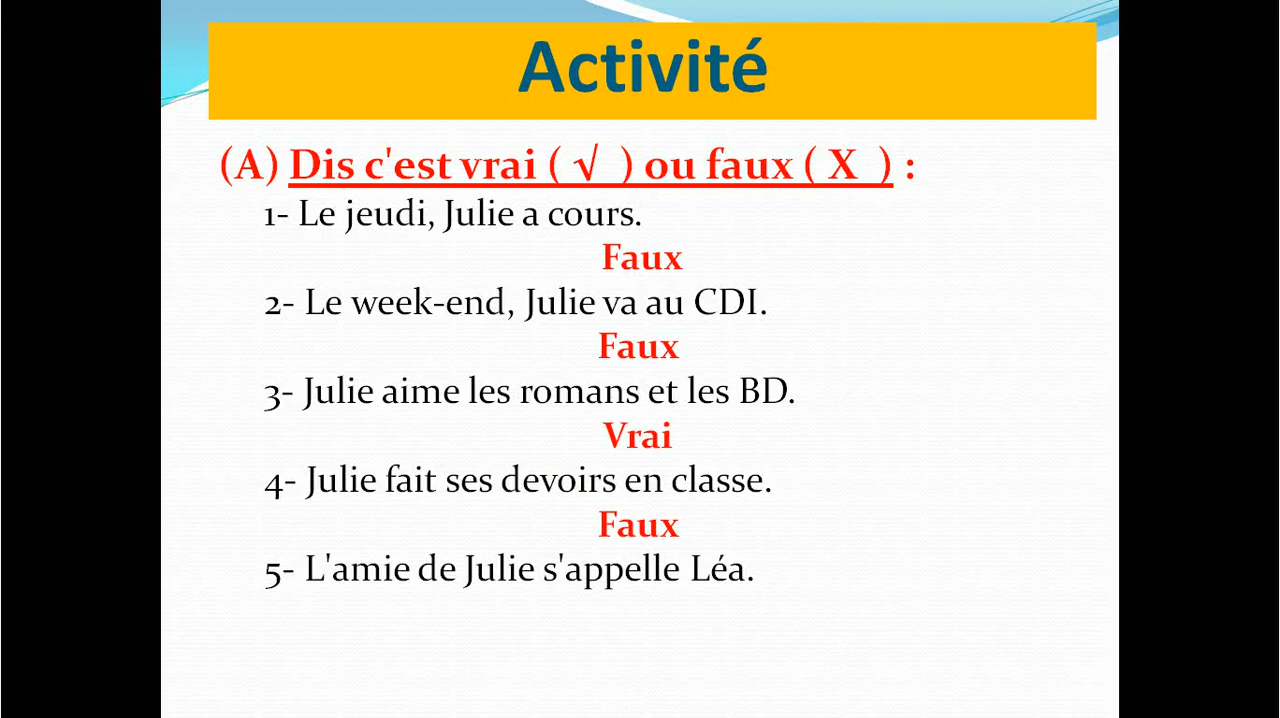 Activité
(A) Dis c'est vrai ( √ ) ou faux ( X ) :
1- Le jeudi, Julie a cours.
Faux
2- Le week-end, Julie va au CDI.
Faux
3- Julie aime les romans et les BD.
Vrai
4- Julie fait ses devoirs en classe.
Faux
5- L'amie de Julie s'appelle Léa.